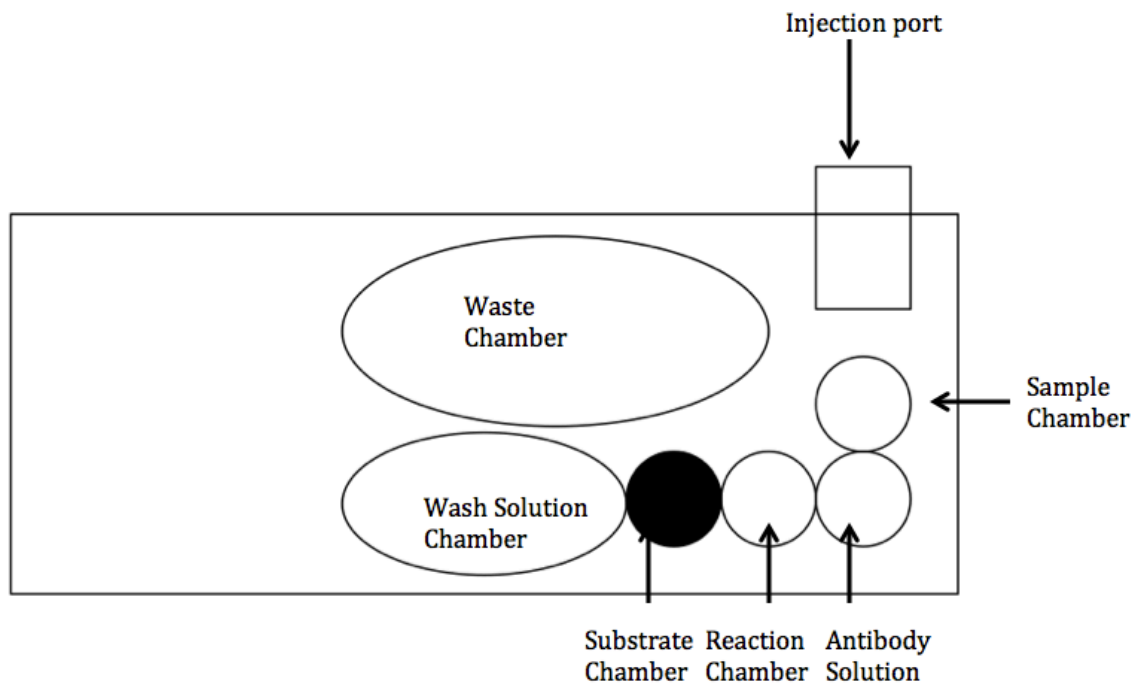 Injection port
Waste
Chamber
Sample
Chamber
Wash Solution
Chamber
Substrate
Chamber
Reaction
Chamber
Antibody
Solution